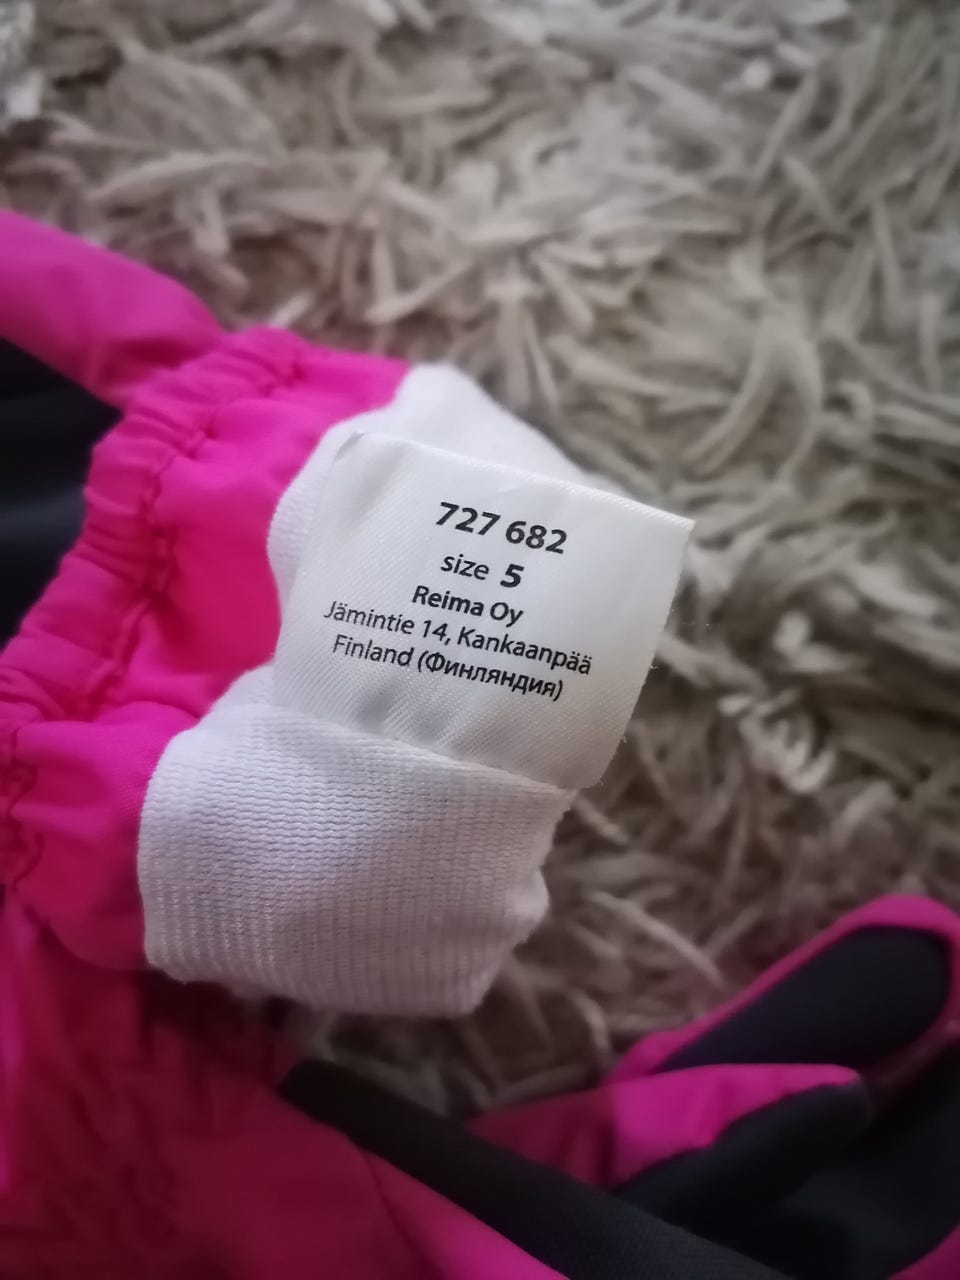 727 682
size 5
Reima Oy
Jämintie 14, Kankaanpää
Finland (Финляндия)